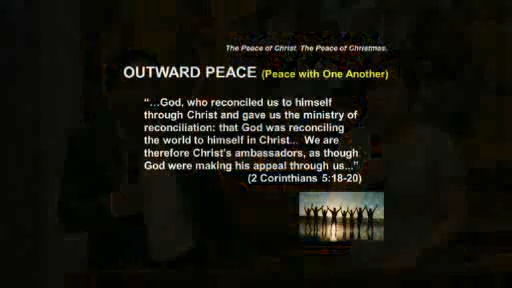 The Peace of Christ. The Peace of Christmas.
OUTWARD PEACE (Peace with One Another)
“…God, who reconciled us to himself
through Christ and gave us the ministry of
reconciliation: that God was reconciling
the world to himself in Christ... We are
therefore Christ's ambassadors, as though
God were making his appeal through us...”
(2 Corinthians 5:18-20)